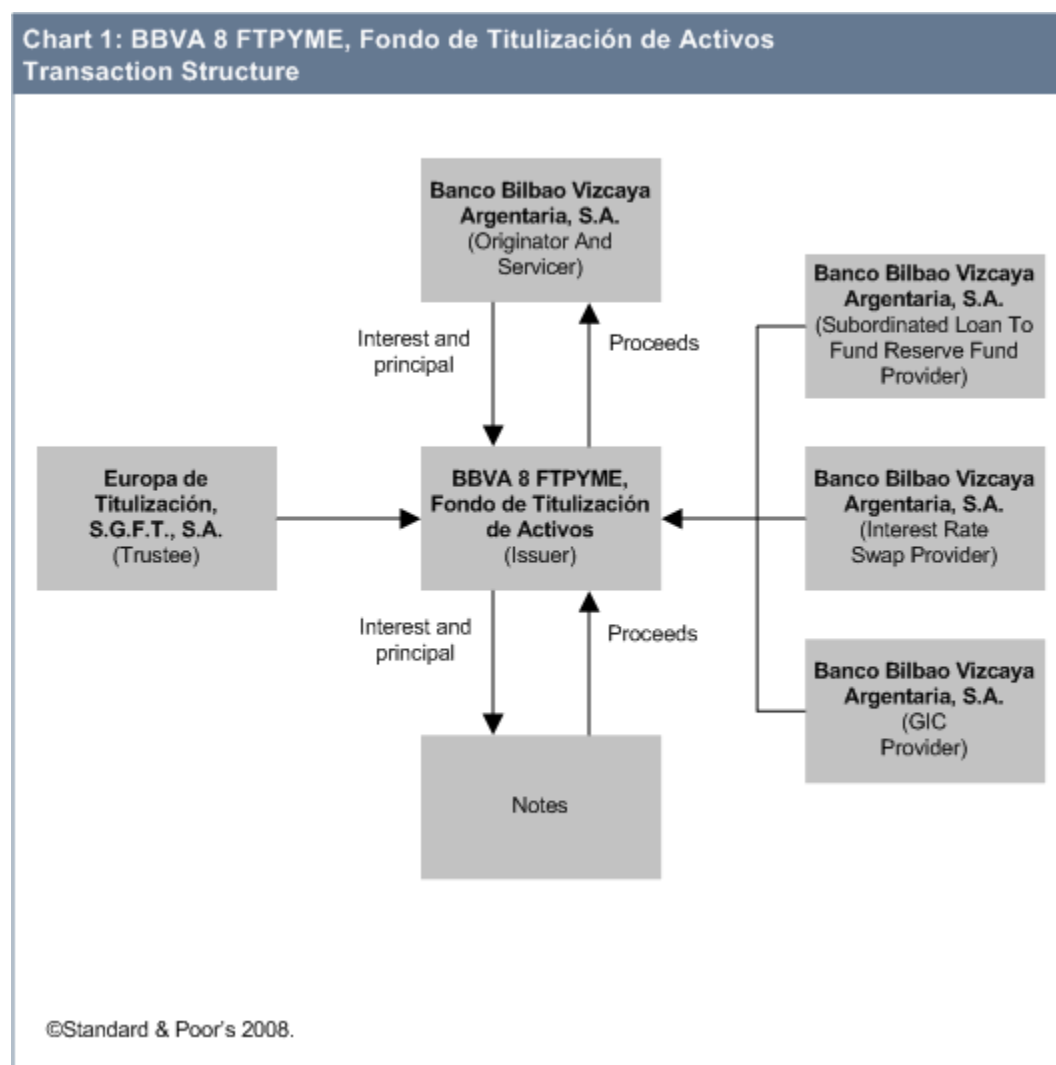 Chart 1: BBVA 8 FTPYME, Fondo de Titulización de Activos
Transaction Structure
Banco Bilbao Vizcaya
Argentaria, S.A.
(Originator And
Servicer)
Banco Bilbao Vizcaya
Argentaria, S.A.
(Subordinated Loan To
Fund Reserve Fund
Provider)
Interest and
principal
Proceeds
Europa de
Titulización,
S.G.F.T., S.A.
(Trustee)
BBVA 8 FTPYME,
Fondo de Titulización
de Activos
(Issuer)
Banco Bilbao Vizcaya
Argentaria, S.A.
(Interest Rate
Swap Provider)
Interest and
principal
Proceeds
Banco Bilbao Vizcaya
Argentaria, S.A.
(GIC
Provider)
Notes
©Standard & Poor's 2008.